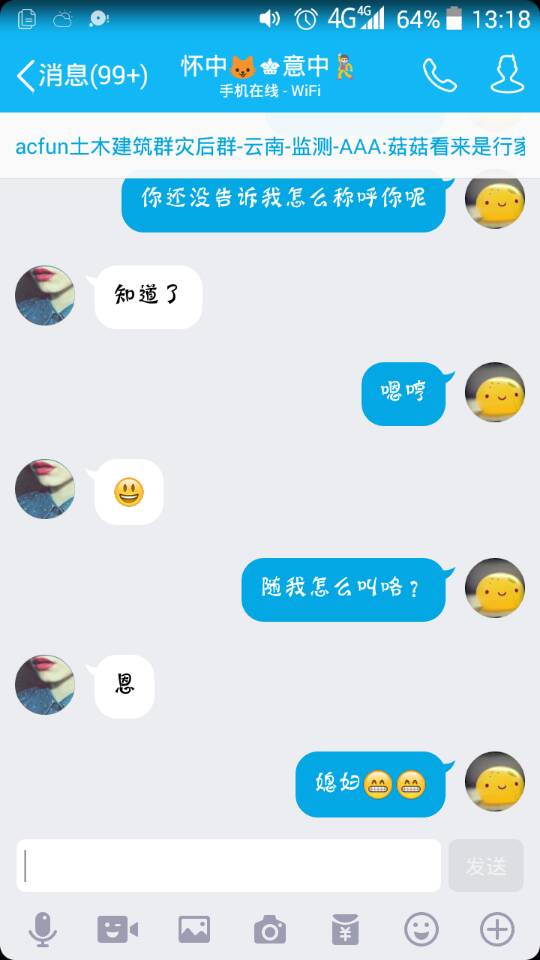 4G 4G 64% 13:18
消息(99+)
怀中🐱❀意中🚶
手机在线 - WiFi
acfun土木建筑群灾后群-云南-监测-AAA:菇菇看来是行家
你还没告诉我怎么称呼你呢
知道了
嗯哼
😃
随我怎么叫咯？
恩
媳妇😁😁
发送